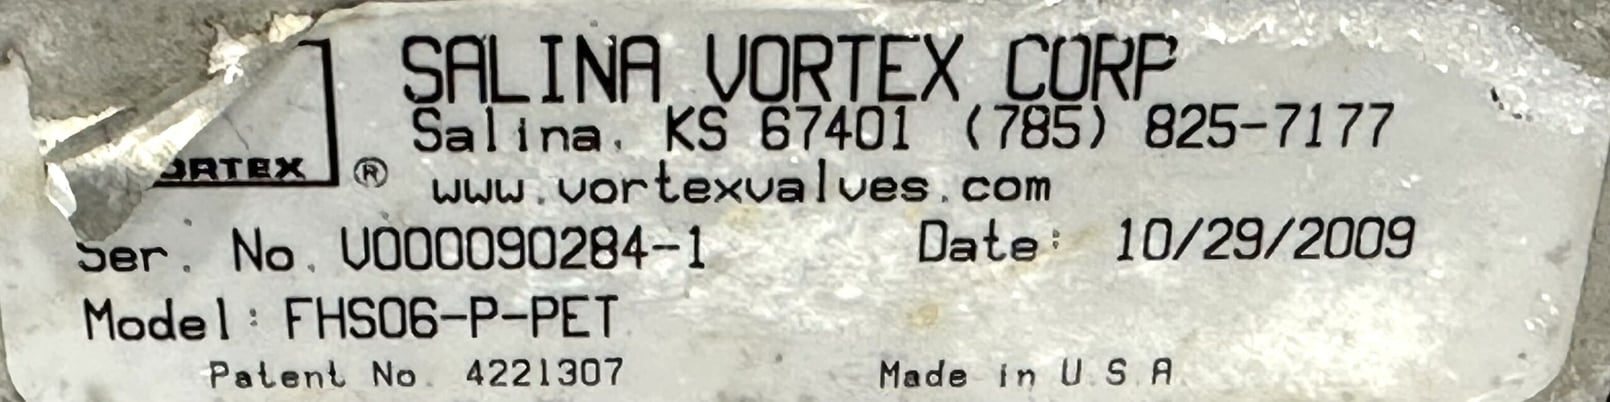 SALINA VORTEX CORP
Salina, KS 67401 (785) 825-7177
®
www.vortexvalves.com
Ser. No. V000090284-1 Date: 10/29/2009
Model: FHS06-P-PET
Patent No. 4221307 Made in U.S.A